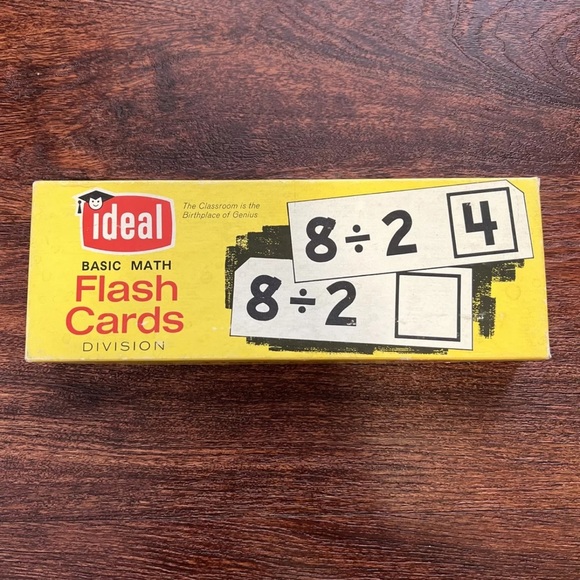 ideal
The Classroom is the
Birthplace of Genius
BASIC MATH
Flash
Cards
DIVISION
8÷2 4
8÷2